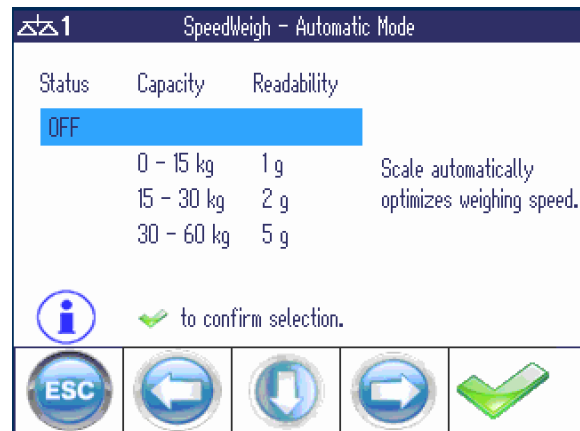 1 SpeedWeigh - Automatic Mode
Status Capacity Readability
OFF
0 - 15 kg 1 g
15 - 30 kg 2 g
30 - 60 kg 5 g
Scale automatically
optimizes weighing speed.
to confirm selection.
ESC